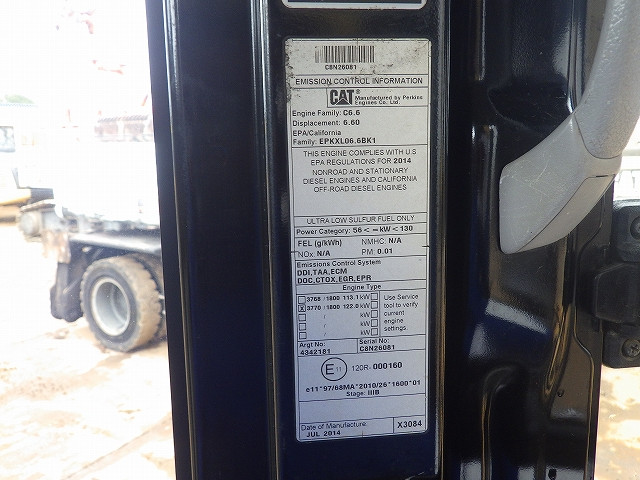 C8N26081
EMISSION CONTROL INFORMATION
CAT Manufactured by Perkins
Engines Co. Ltd.
Engine Family: C6.6
Displacement: 6.60
EPA/California
Family: EPKXL06.6BK1
THIS ENGINE COMPLIES WITH U.S
EPA REGULATIONS FOR 2014
NONROAD AND STATIONARY
DIESEL ENGINES AND CALIFORNIA
OFF-ROAD DIESEL ENGINES
ULTRA LOW SULFUR FUEL ONLY
Power Category: 56 < -kW < 130
FEL (g/kWh) NMHC: N/A
NOx: N/A PM: 0.01
Emissions Control System
DDI,TAA,ECM
DOC,CTOX,EGR,EPR
Engine Type
3768 / 1800 113.1 kW Use Service
X 3770 / 1800 122.0 kW tool to verify
/ kW current
/ kW engine
/ kW settings.
Argt No: Serial No:
4342181 C8N26081
E11 120R- 000160
e11*97/68MA*2010/26*1600*01
Stage: IIIB
Date of Manufacture: X3084
JUL 2014